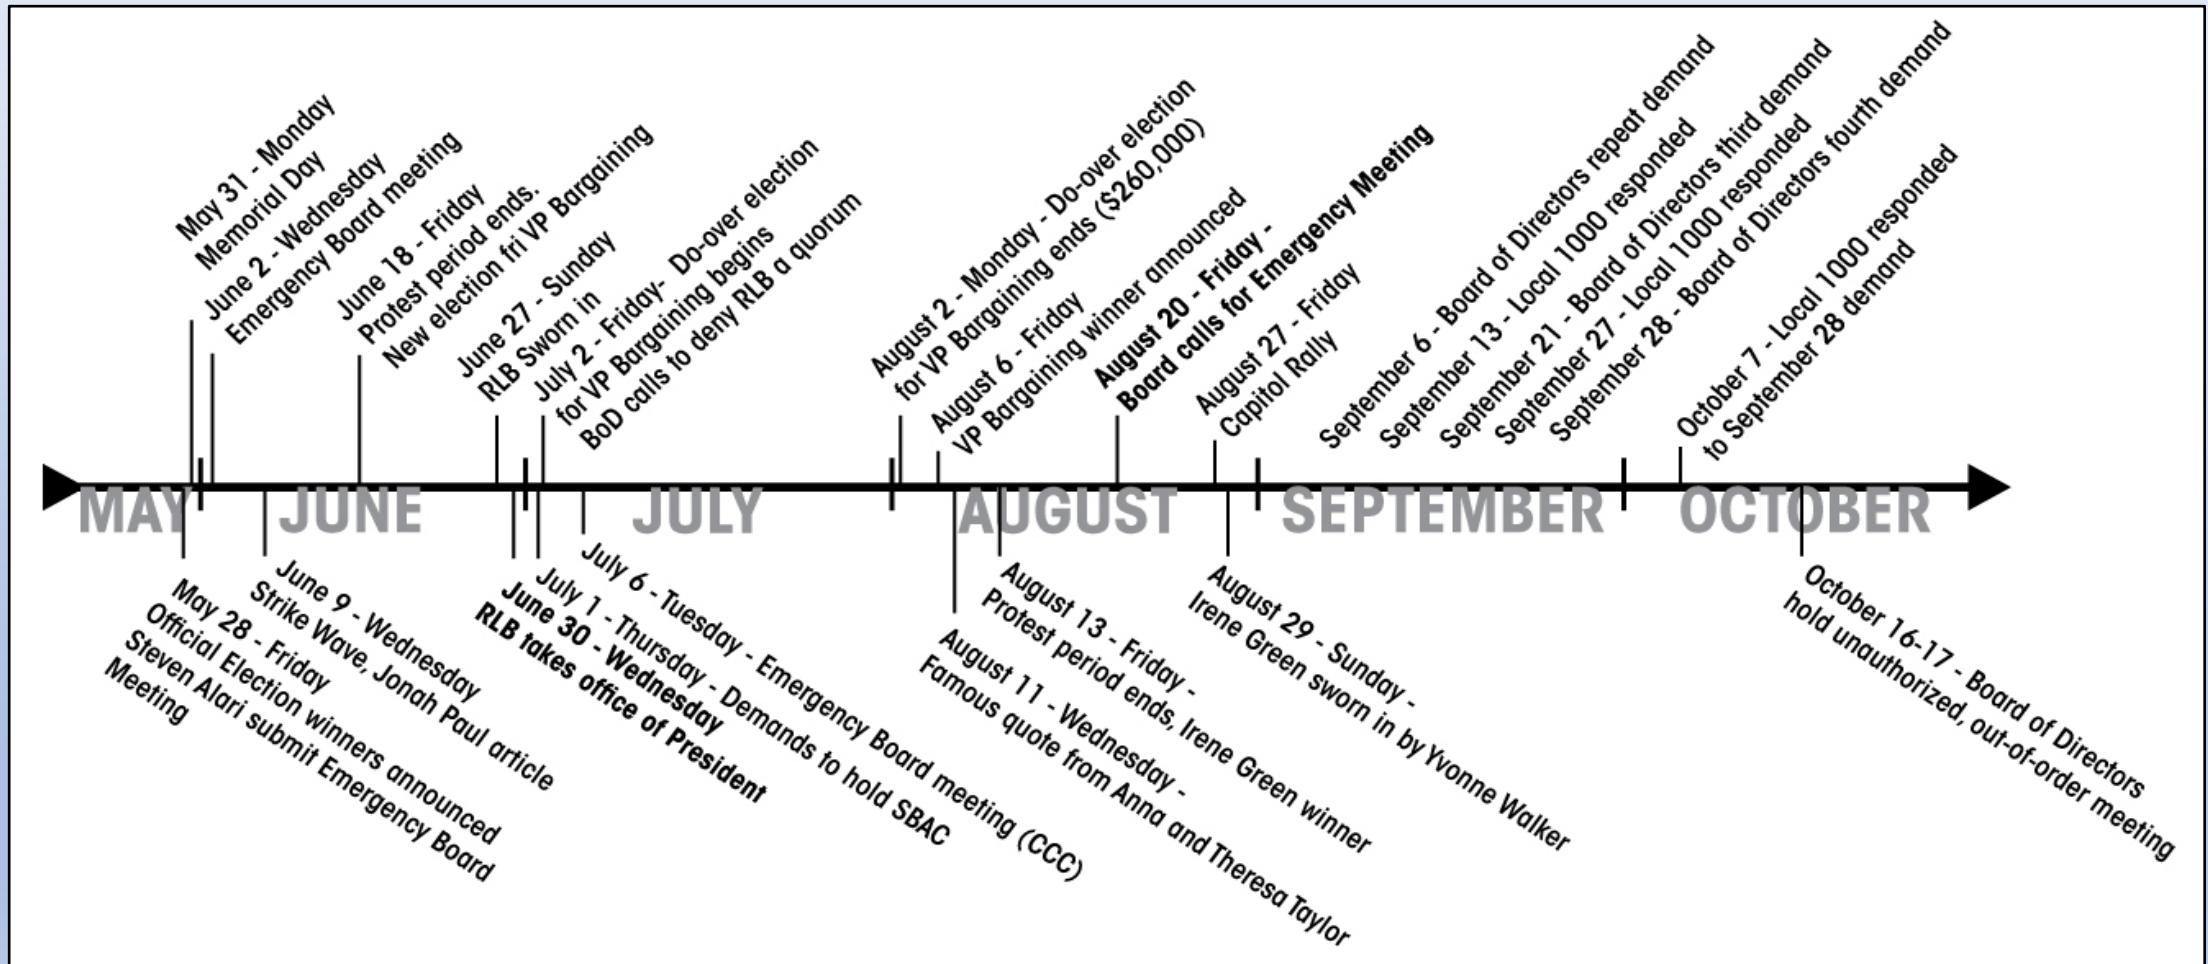 May 31 - Monday
Memorial Day
June 2 - Wednesday
Emergency Board meeting
June 18 - Friday
Protest period ends.
New election fri VP Bargaining
June 27 - Sunday
RLB Sworn in
July 2 - Friday- Do-over election
for VP Bargaining begins
BoD calls to deny RLB a quorum
August 2 - Monday - Do-over election
for VP Bargaining ends ($260,000)
August 6 - Friday
VP Bargaining winner announced
August 20 - Friday -
Board calls for Emergency Meeting
August 27 - Friday
Capitol Rally
September 6 - Board of Directors repeat demand
September 13 - Local 1000 responded
September 21 - Board of Directors third demand
September 27 - Local 1000 responded
September 28 - Board of Directors fourth demand
October 7 - Local 1000 responded
to September 28 demand
MAY
JUNE
JULY
AUGUST
SEPTEMBER
OCTOBER
May 28 - Friday
Official Election winners announced
Steven Alari submit Emergency Board
Meeting
June 9 - Wednesday
Strike Wave, Jonah Paul article
June 30 - Wednesday
RLB takes office of President
July 1 - Thursday - Demands to hold SBAC
July 6 - Tuesday - Emergency Board meeting (CCC)
August 11 - Wednesday -
Famous quote from Anna and Theresa Taylor
August 13 - Friday -
Protest period ends, Irene Green winner
August 29 - Sunday -
Irene Green sworn in by Yvonne Walker
October 16-17 - Board of Directors
hold unauthorized, out-of-order meeting